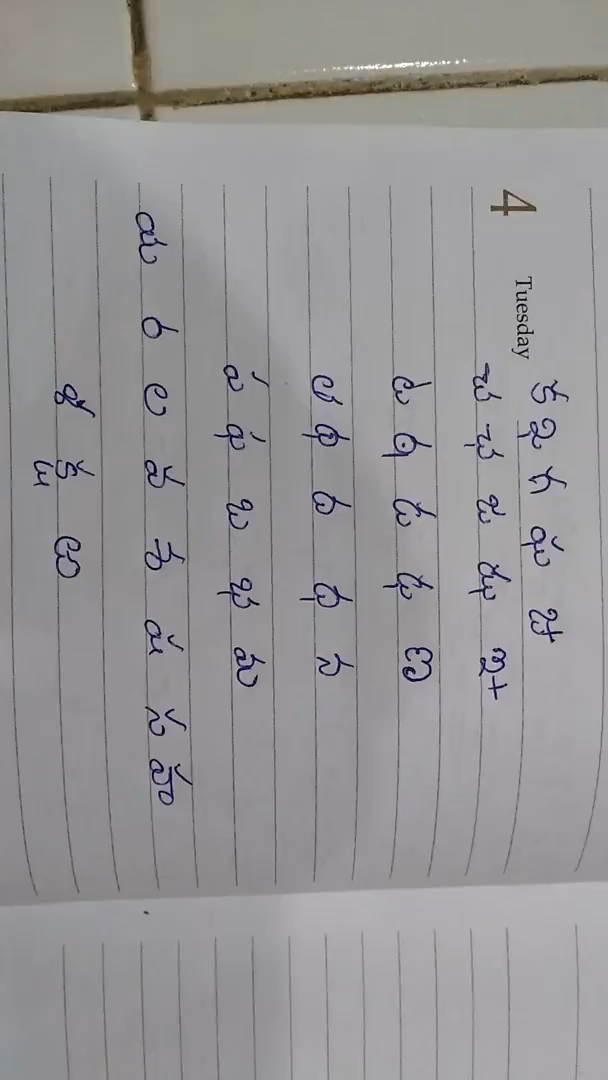 4
Tuesday
క ఖ గ ఘ ఙ
చ ఛ జ ఝ ఞ
ట ఠ డ ఢ ణ
త థ ద ధ న
ప ఫ బ భ మ
య ర ల వ శ ష స హ
ళ క్ష ఱ